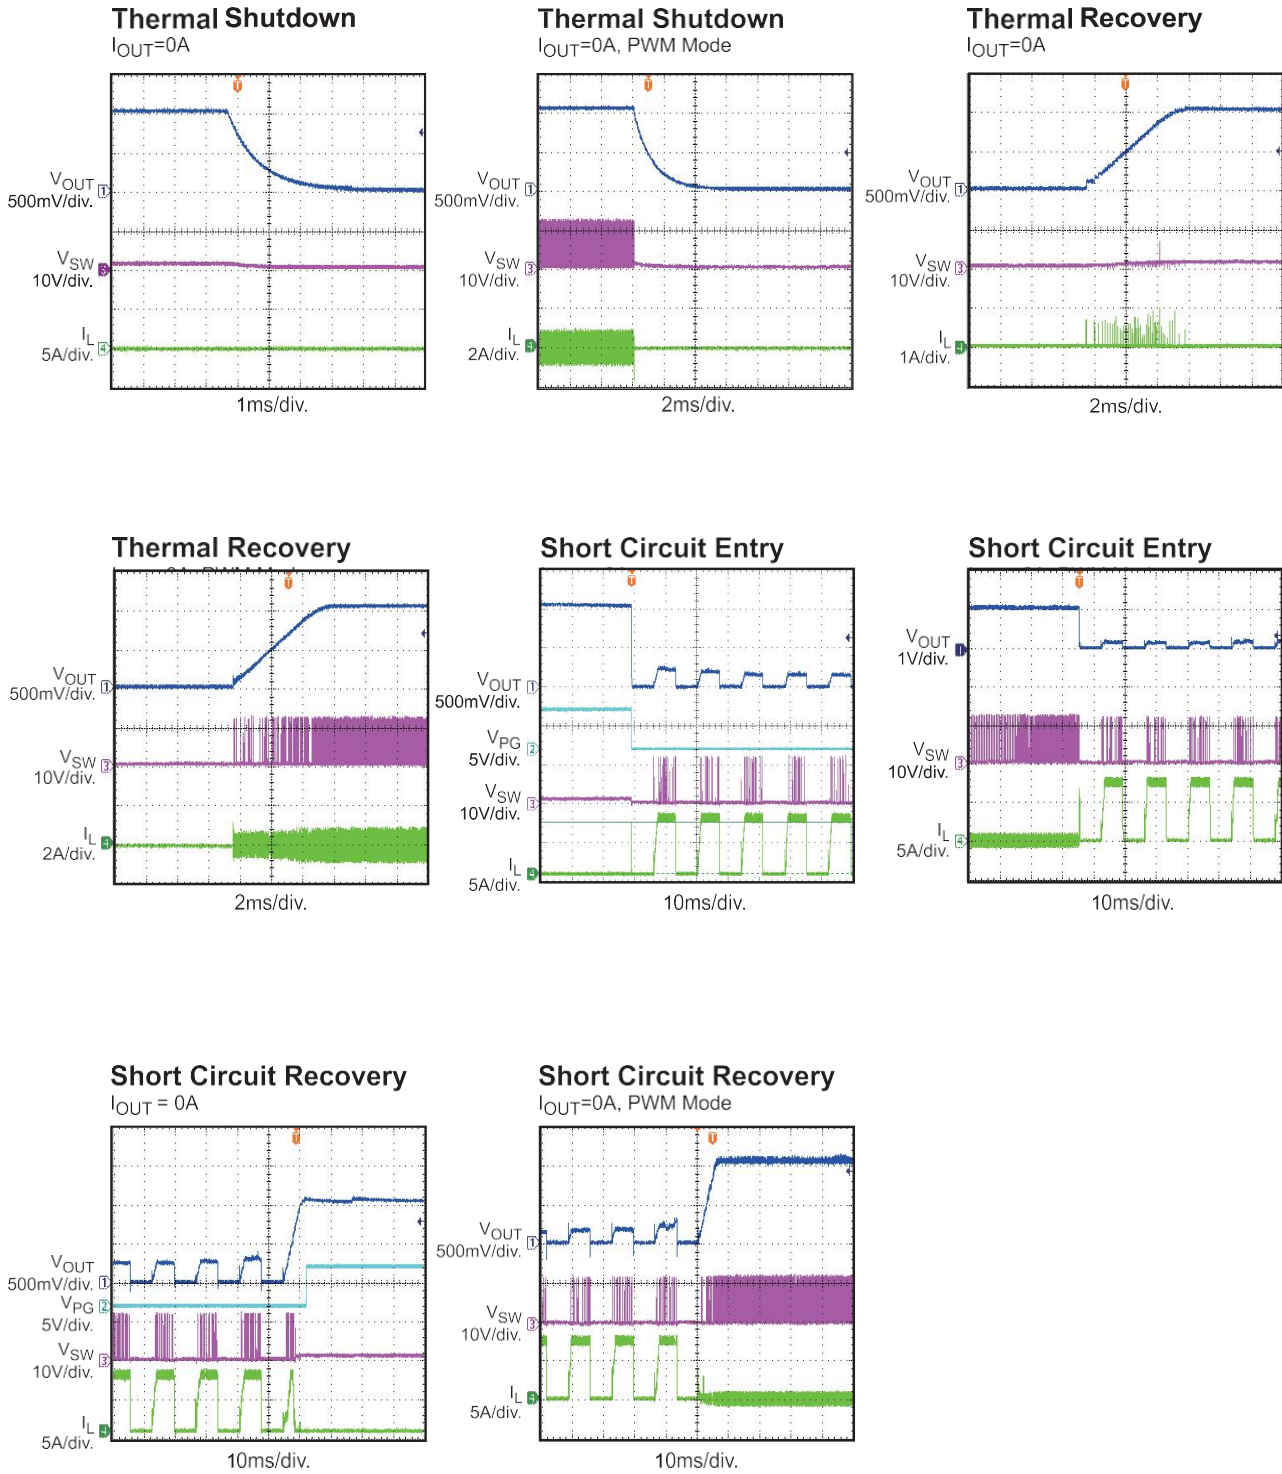 Thermal Shutdown
IOUT=0A
VOUT
500mV/div.
VSW
10V/div.
IL
5A/div.
1ms/div.
Thermal Shutdown
IOUT=0A, PWM Mode
VOUT
500mV/div.
VSW
10V/div.
IL
2A/div.
2ms/div.
Thermal Recovery
IOUT=0A
VOUT
500mV/div.
VSW
10V/div.
IL
1A/div.
2ms/div.
Thermal Recovery
VOUT
500mV/div.
VSW
10V/div.
IL
2A/div.
2ms/div.
Short Circuit Entry
VOUT
500mV/div.
VPG
5V/div.
VSW
10V/div.
IL
5A/div.
10ms/div.
Short Circuit Entry
VOUT
1V/div.
VSW
10V/div.
IL
5A/div.
10ms/div.
Short Circuit Recovery
IOUT = 0A
VOUT
500mV/div.
VPG
5V/div.
VSW
10V/div.
IL
5A/div.
10ms/div.
Short Circuit Recovery
IOUT=0A, PWM Mode
VOUT
500mV/div.
VSW
10V/div.
IL
5A/div.
10ms/div.